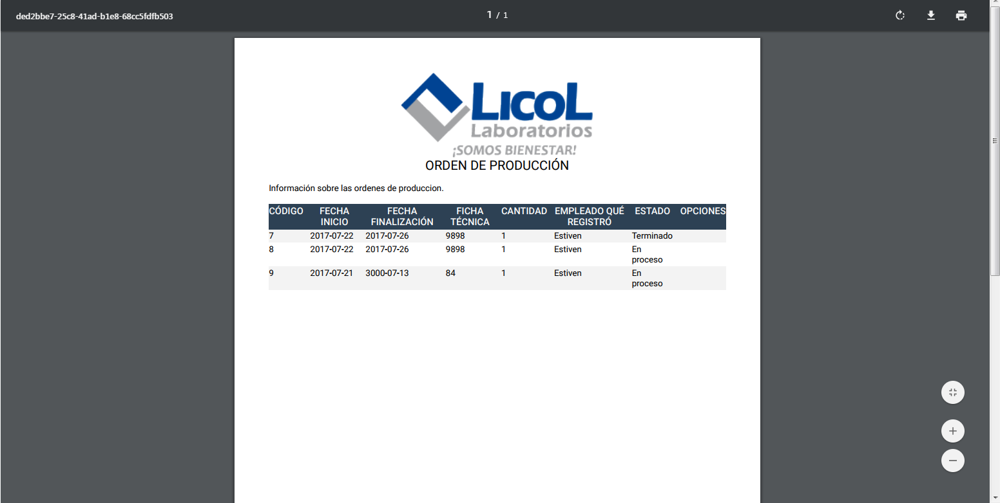 ded2bbe7-25c8-41ad-b1e8-68cc5fdfb503
1 / 1
LICOL
Laboratorios
¡SOMOS BIENESTAR!
ORDEN DE PRODUCCIÓN
Información sobre las ordenes de produccion.
CÓDIGO FECHA INICIO FECHA FINALIZACIÓN FICHA TÉCNICA CANTIDAD EMPLEADO QUÉ REGISTRÓ ESTADO OPCIONES
7 2017-07-22 2017-07-26 9898 1 Estiven Terminado
8 2017-07-22 2017-07-26 9898 1 Estiven En proceso
9 2017-07-21 3000-07-13 84 1 Estiven En proceso